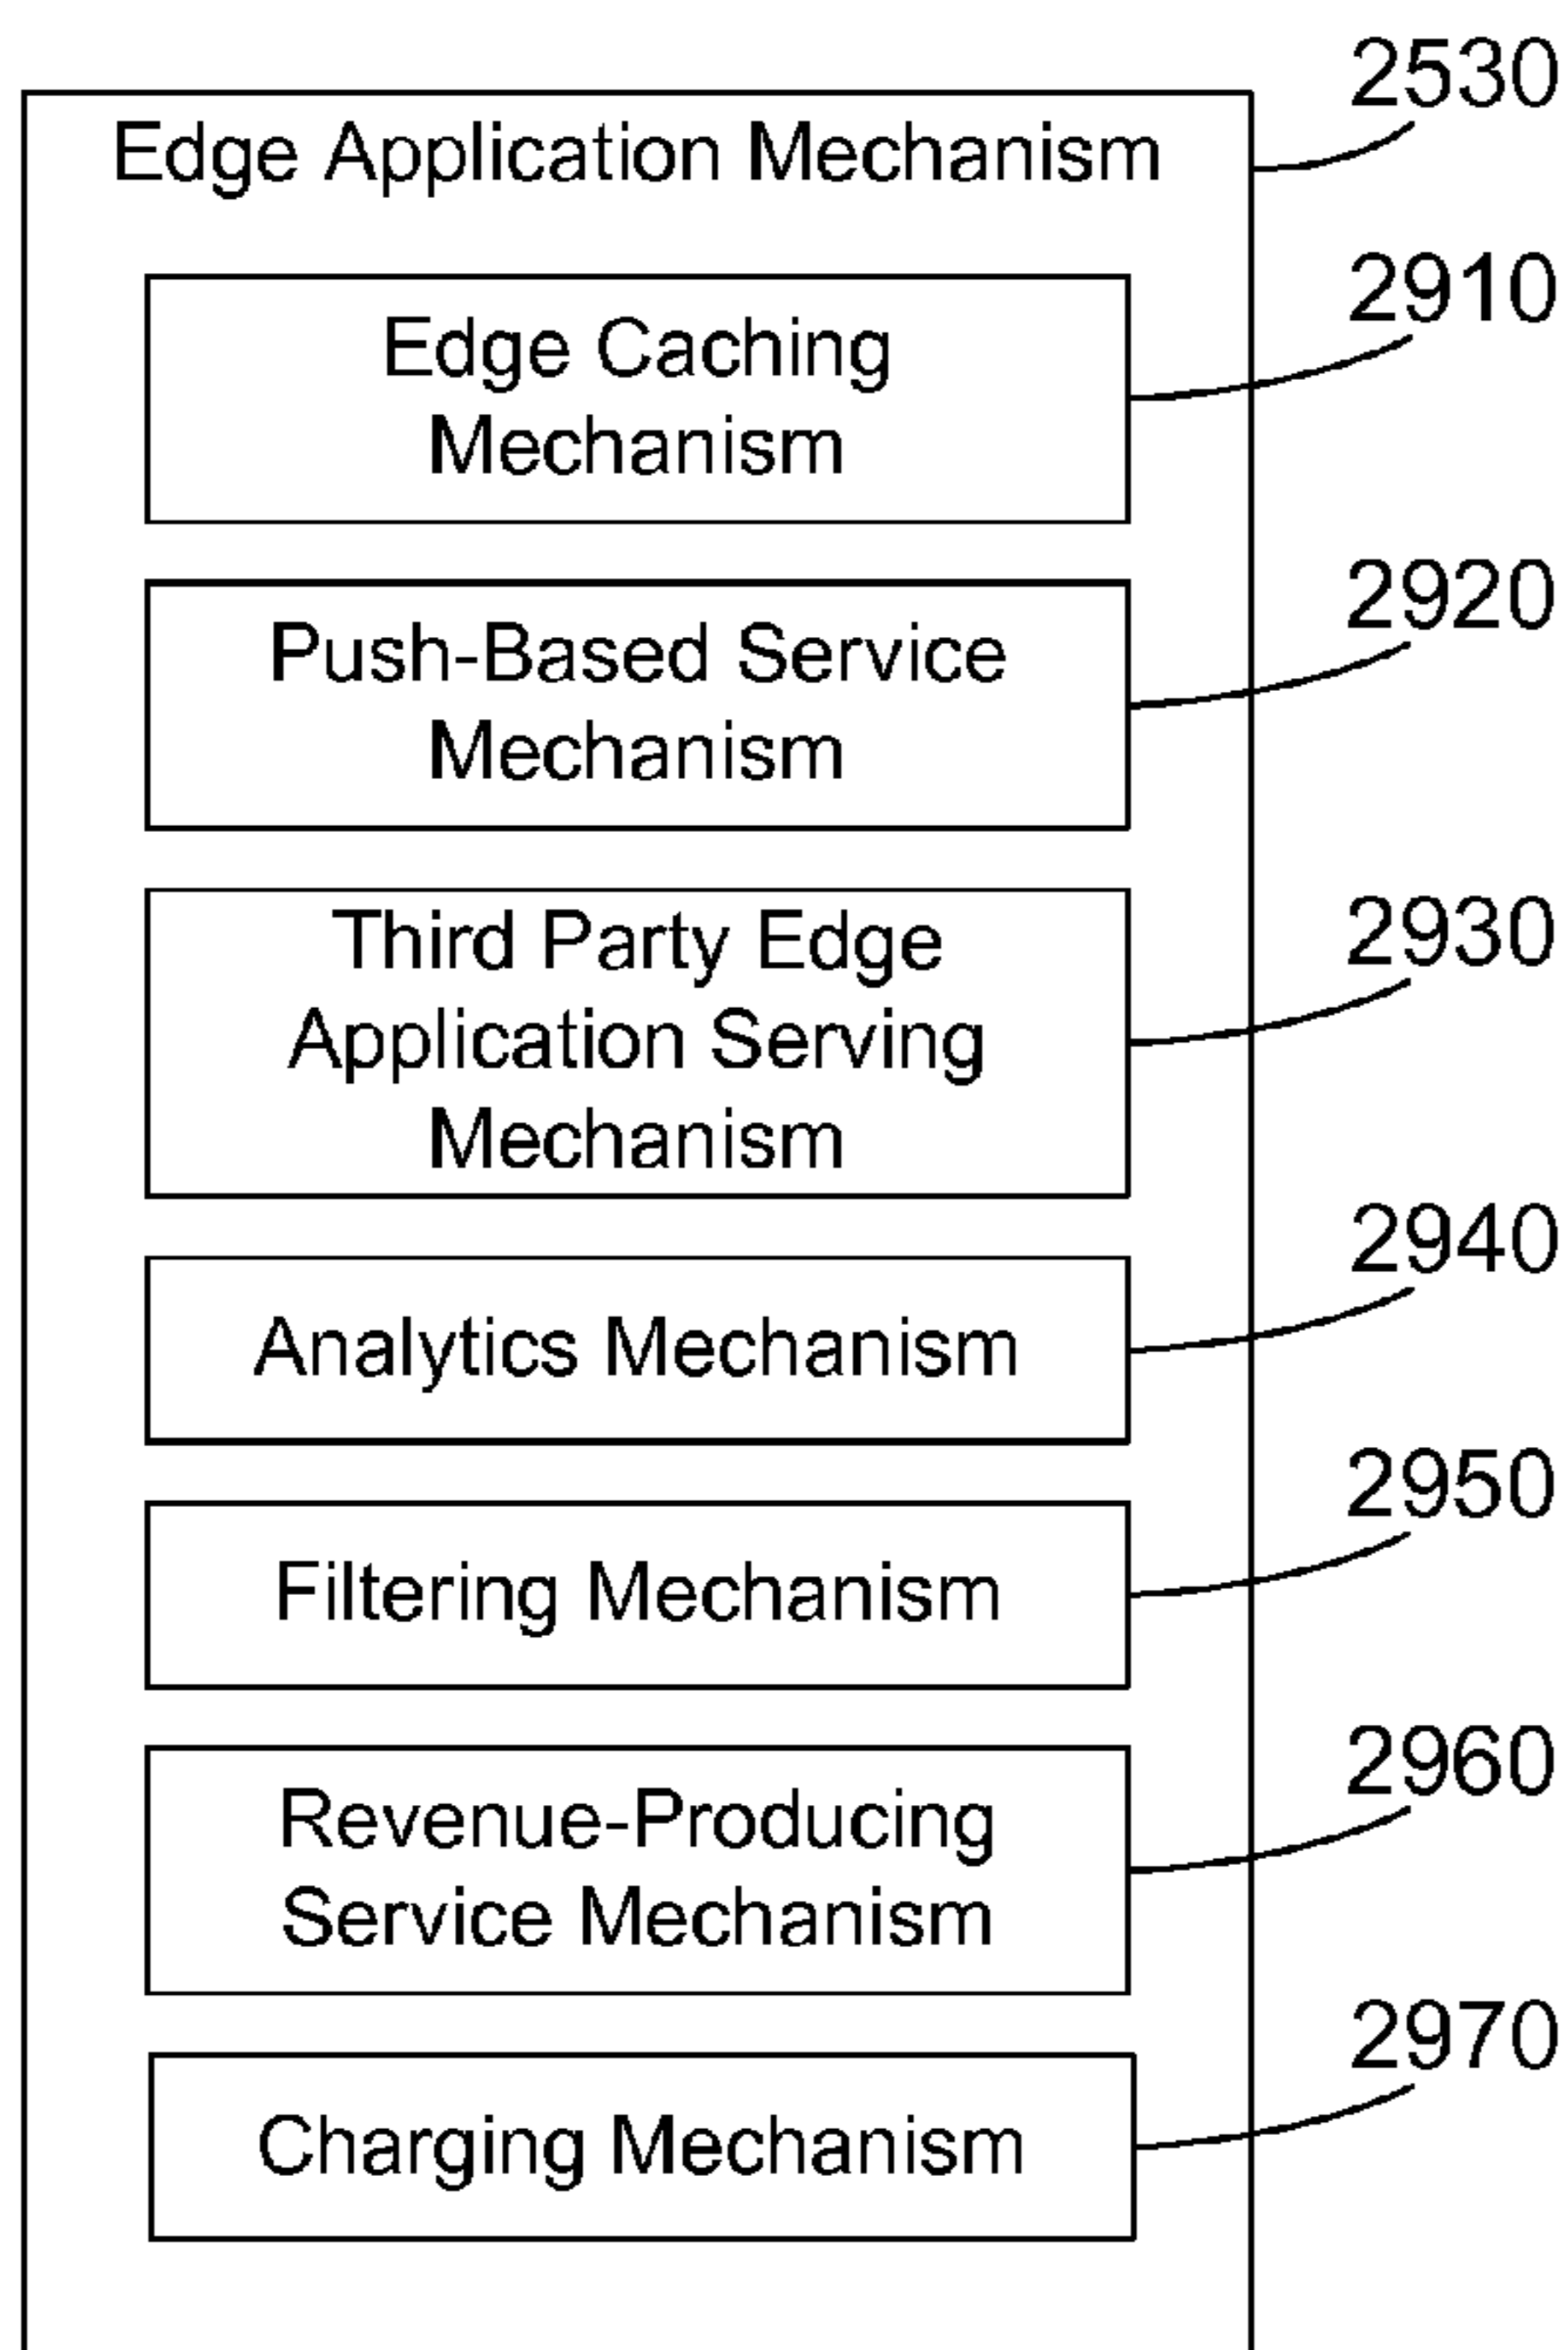 2530
Edge Application Mechanism
2910
Edge Caching
Mechanism
2920
Push-Based Service
Mechanism
2930
Third Party Edge
Application Serving
Mechanism
2940
Analytics Mechanism
2950
Filtering Mechanism
2960
Revenue-Producing
Service Mechanism
2970
Charging Mechanism